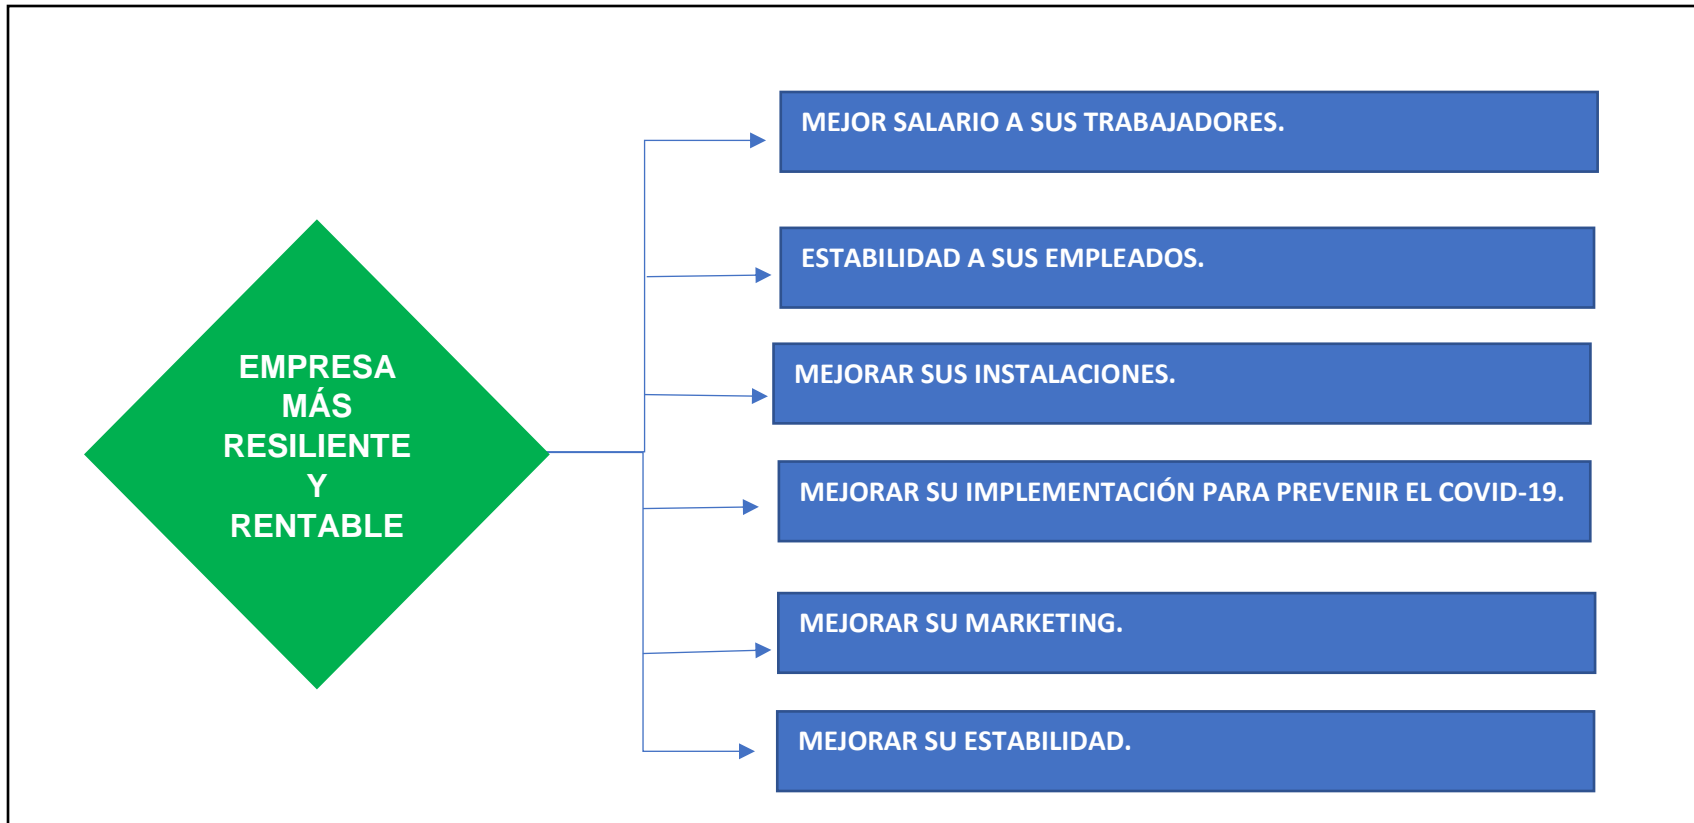 EMPRESA
MÁS
RESILIENTE
Y
RENTABLE
MEJOR SALARIO A SUS TRABAJADORES.
ESTABILIDAD A SUS EMPLEADOS.
MEJORAR SUS INSTALACIONES.
MEJORAR SU IMPLEMENTACIÓN PARA PREVENIR EL COVID-19.
MEJORAR SU MARKETING.
MEJORAR SU ESTABILIDAD.